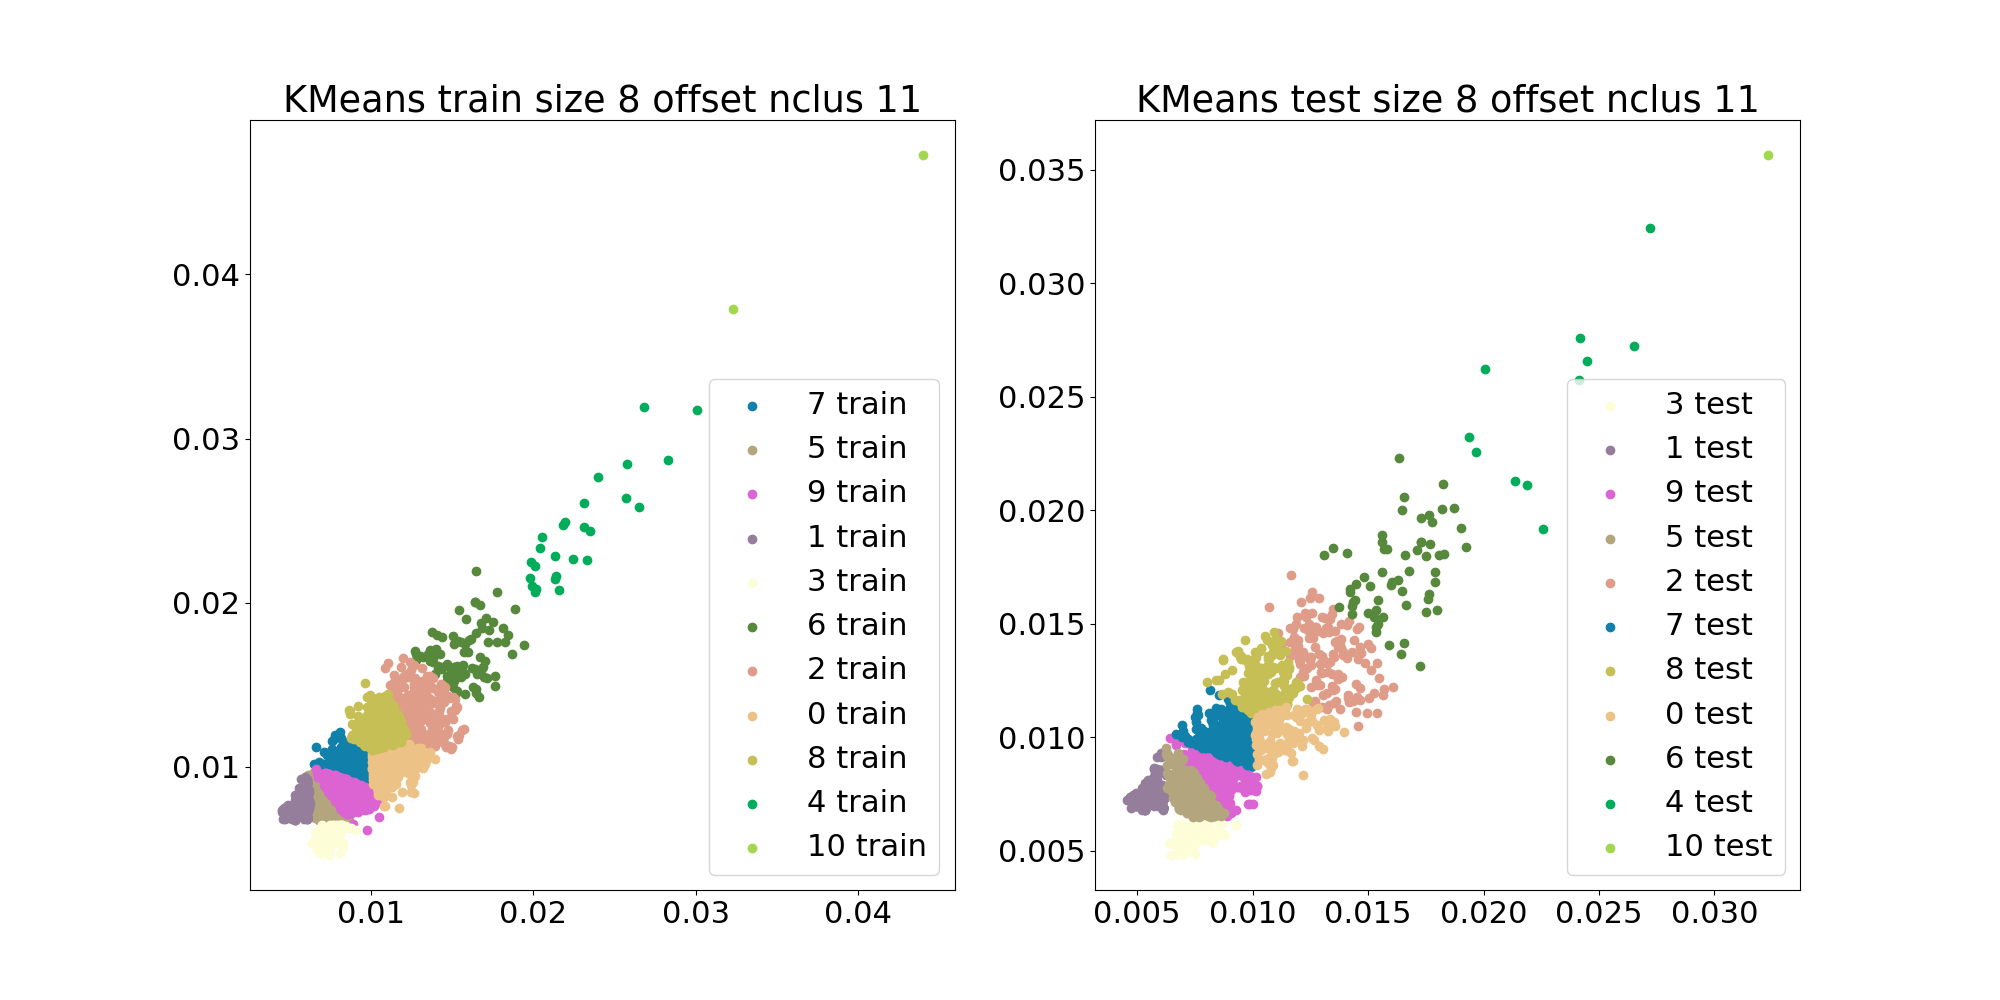 KMeans train size 8 offset nclus 11
0.04
0.03
0.02
0.01
0.01 0.02 0.03 0.04
7 train
5 train
9 train
1 train
3 train
6 train
2 train
0 train
8 train
4 train
10 train
KMeans test size 8 offset nclus 11
0.035
0.030
0.025
0.020
0.015
0.010
0.005
0.005 0.010 0.015 0.020 0.025 0.030
3 test
1 test
9 test
5 test
2 test
7 test
8 test
0 test
6 test
4 test
10 test